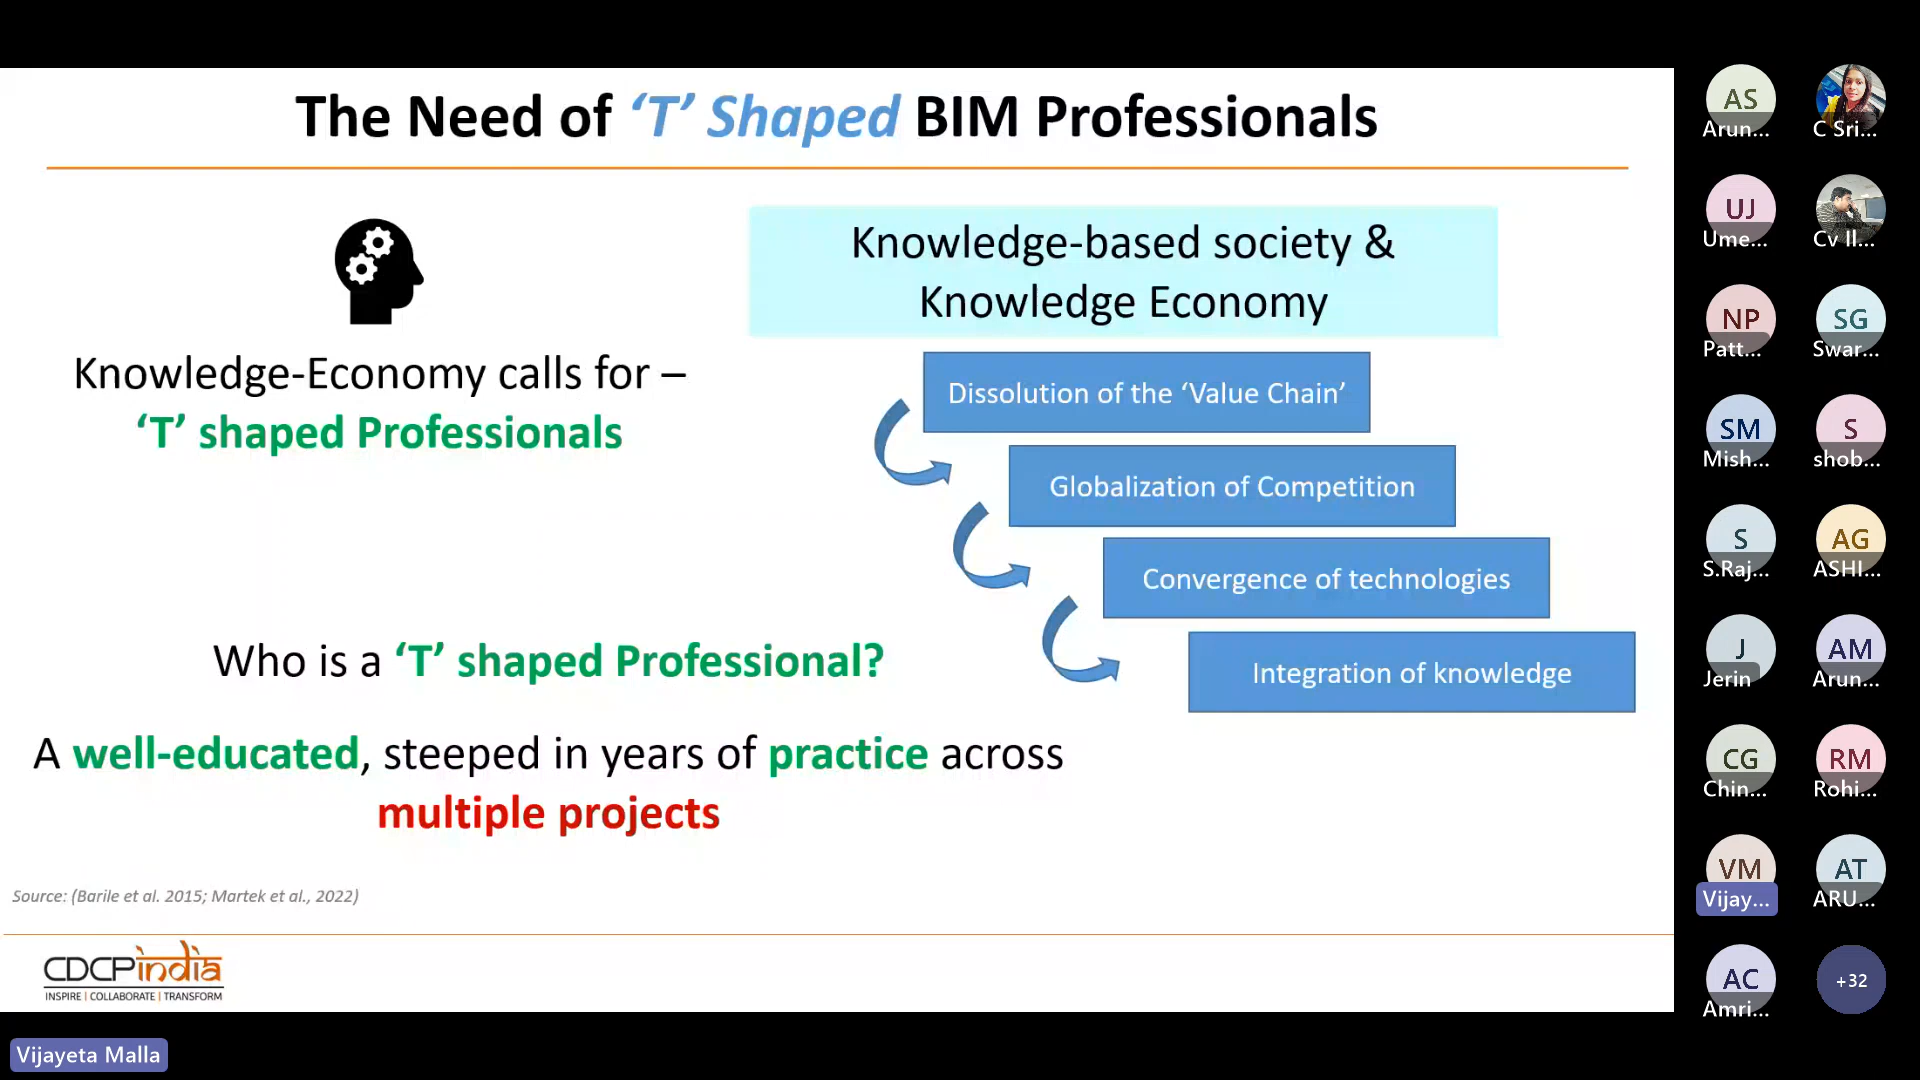 The Need of ‘T’ Shaped BIM Professionals
Knowledge-Economy calls for –
‘T’ shaped Professionals
Knowledge-based society &
Knowledge Economy
Dissolution of the ‘Value Chain’
Globalization of Competition
Convergence of technologies
Integration of knowledge
Who is a ‘T’ shaped Professional?
A well-educated, steeped in years of practice across
multiple projects
Source: (Barile et al. 2015; Martek et al., 2022)
CDCPindia
INSPIRE | COLLABORATE | TRANSFORM
Vijayeta Malla
AS
Arun...
C Sri...
UJ
Ume...
Cv Il...
NP
Patt...
SG
Swar...
SM
Mish...
S
shob...
S
S.Raj...
AG
ASHI...
J
Jerin
AM
Arun...
CG
Chin...
RM
Rohi...
VM
Vijay...
AT
ARU...
AC
Amri...
+32